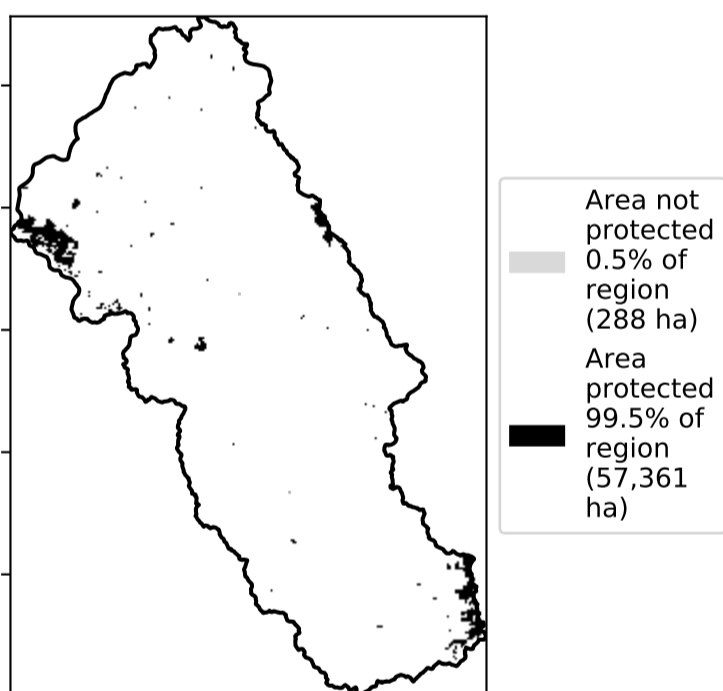 Area not
protected
0.5% of
region
(288 ha)
Area
protected
99.5% of
region
(57,361
ha)